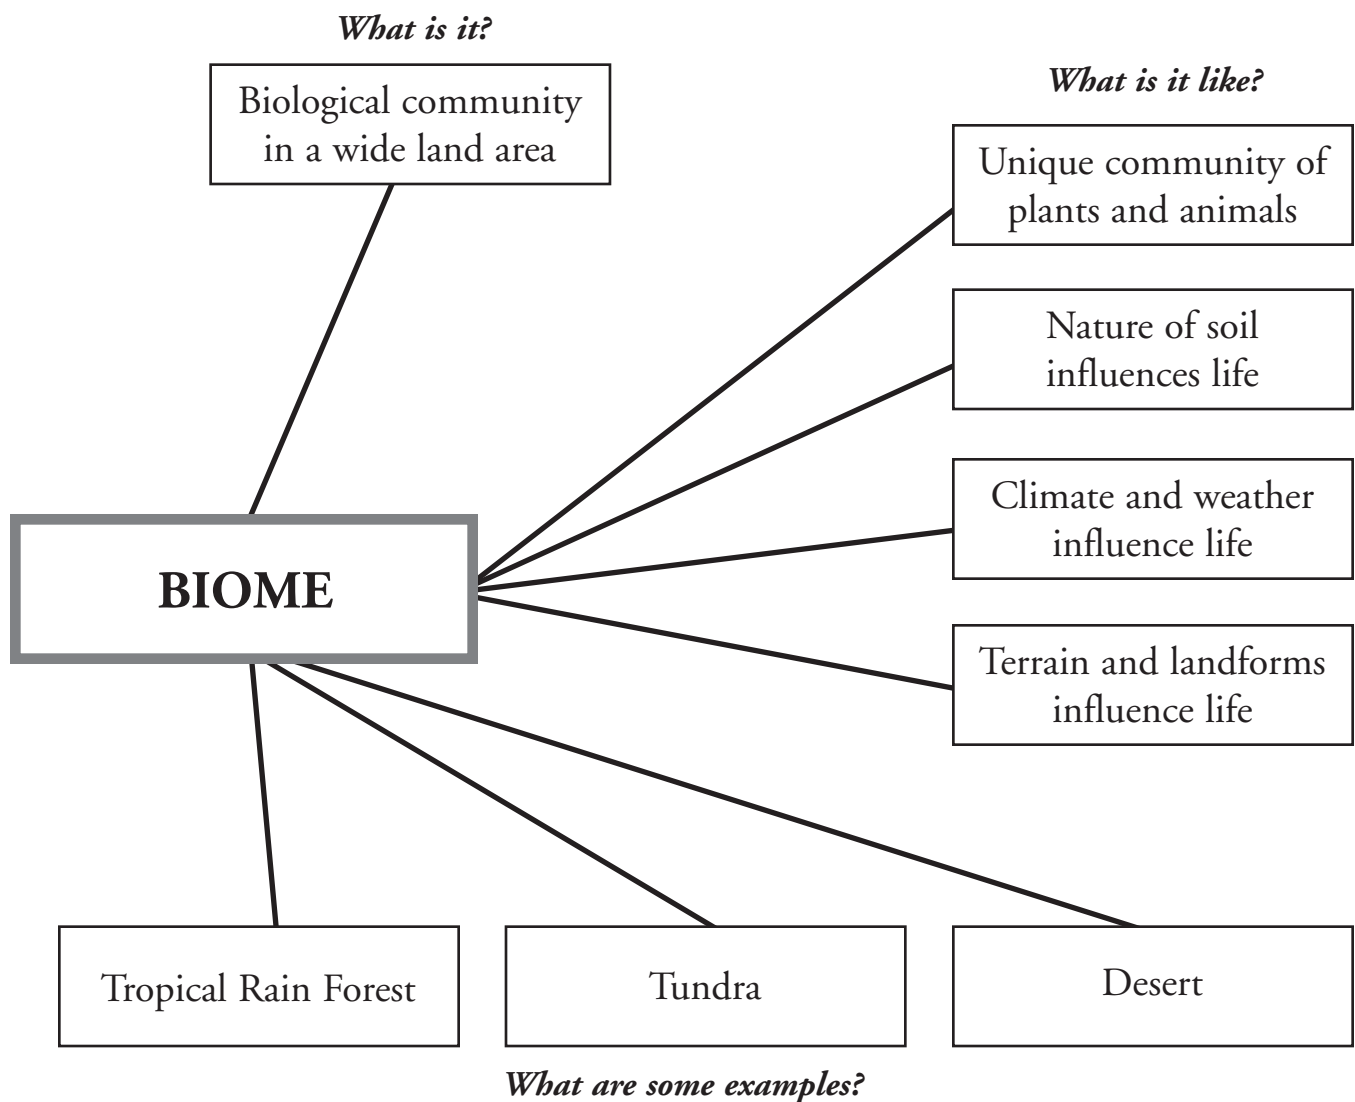 What is it?
Biological community
in a wide land area
What is it like?
Unique community of
plants and animals
Nature of soil
influences life
Climate and weather
influence life
Terrain and landforms
influence life
BIOME
Tropical Rain Forest
Tundra
Desert
What are some examples?